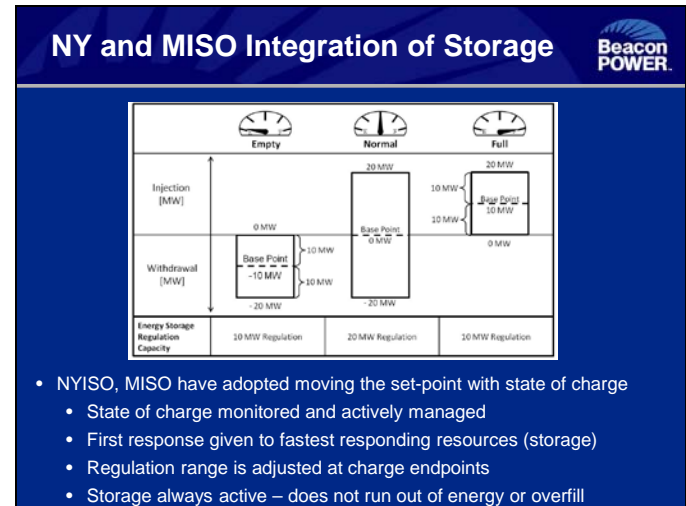 NY and MISO Integration of Storage
Beacon
POWER.
Empty
Normal
Full
Injection
[MW]
Withdrawal
[MW]
0 MW
Base Point
-10 MW
10 MW
10 MW
- 20 MW
20 MW
Base Point
0 MW
- 20 MW
20 MW
10 MW
Base Point
10 MW
10 MW
0 MW
Energy Storage
Regulation
Capacity
10 MW Regulation
20 MW Regulation
10 MW Regulation
• NYISO, MISO have adopted moving the set-point with state of charge
• State of charge monitored and actively managed
• First response given to fastest responding resources (storage)
• Regulation range is adjusted at charge endpoints
• Storage always active – does not run out of energy or overfill